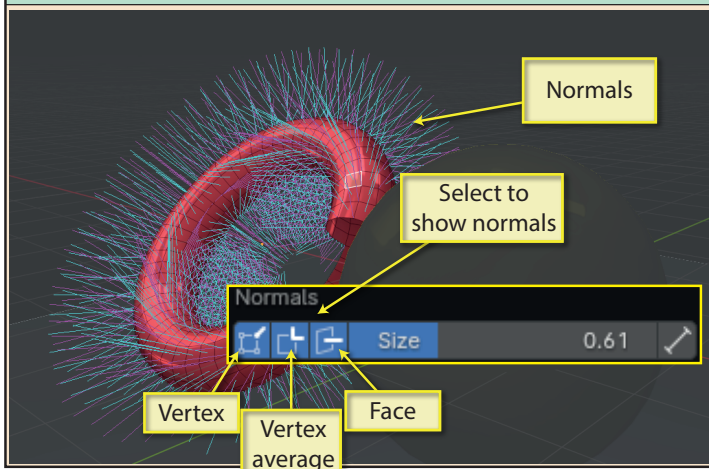 Normals
Select to
show normals
Normals
Size 0.61
Vertex
Vertex
average
Face